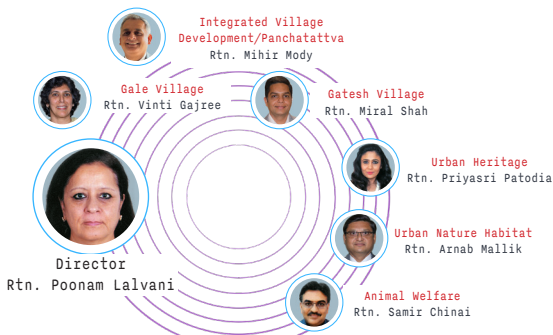 Integrated Village
Development/Panchatattva
Rtn. Mihir Mody
Gale Village
Rtn. Vinti Gajree
Gatesh Village
Rtn. Miral Shah
Urban Heritage
Rtn. Priyasri Patodia
Urban Nature Habitat
Rtn. Arnab Mallik
Director
Rtn. Poonam Lalvani
Animal Welfare
Rtn. Samir Chinai